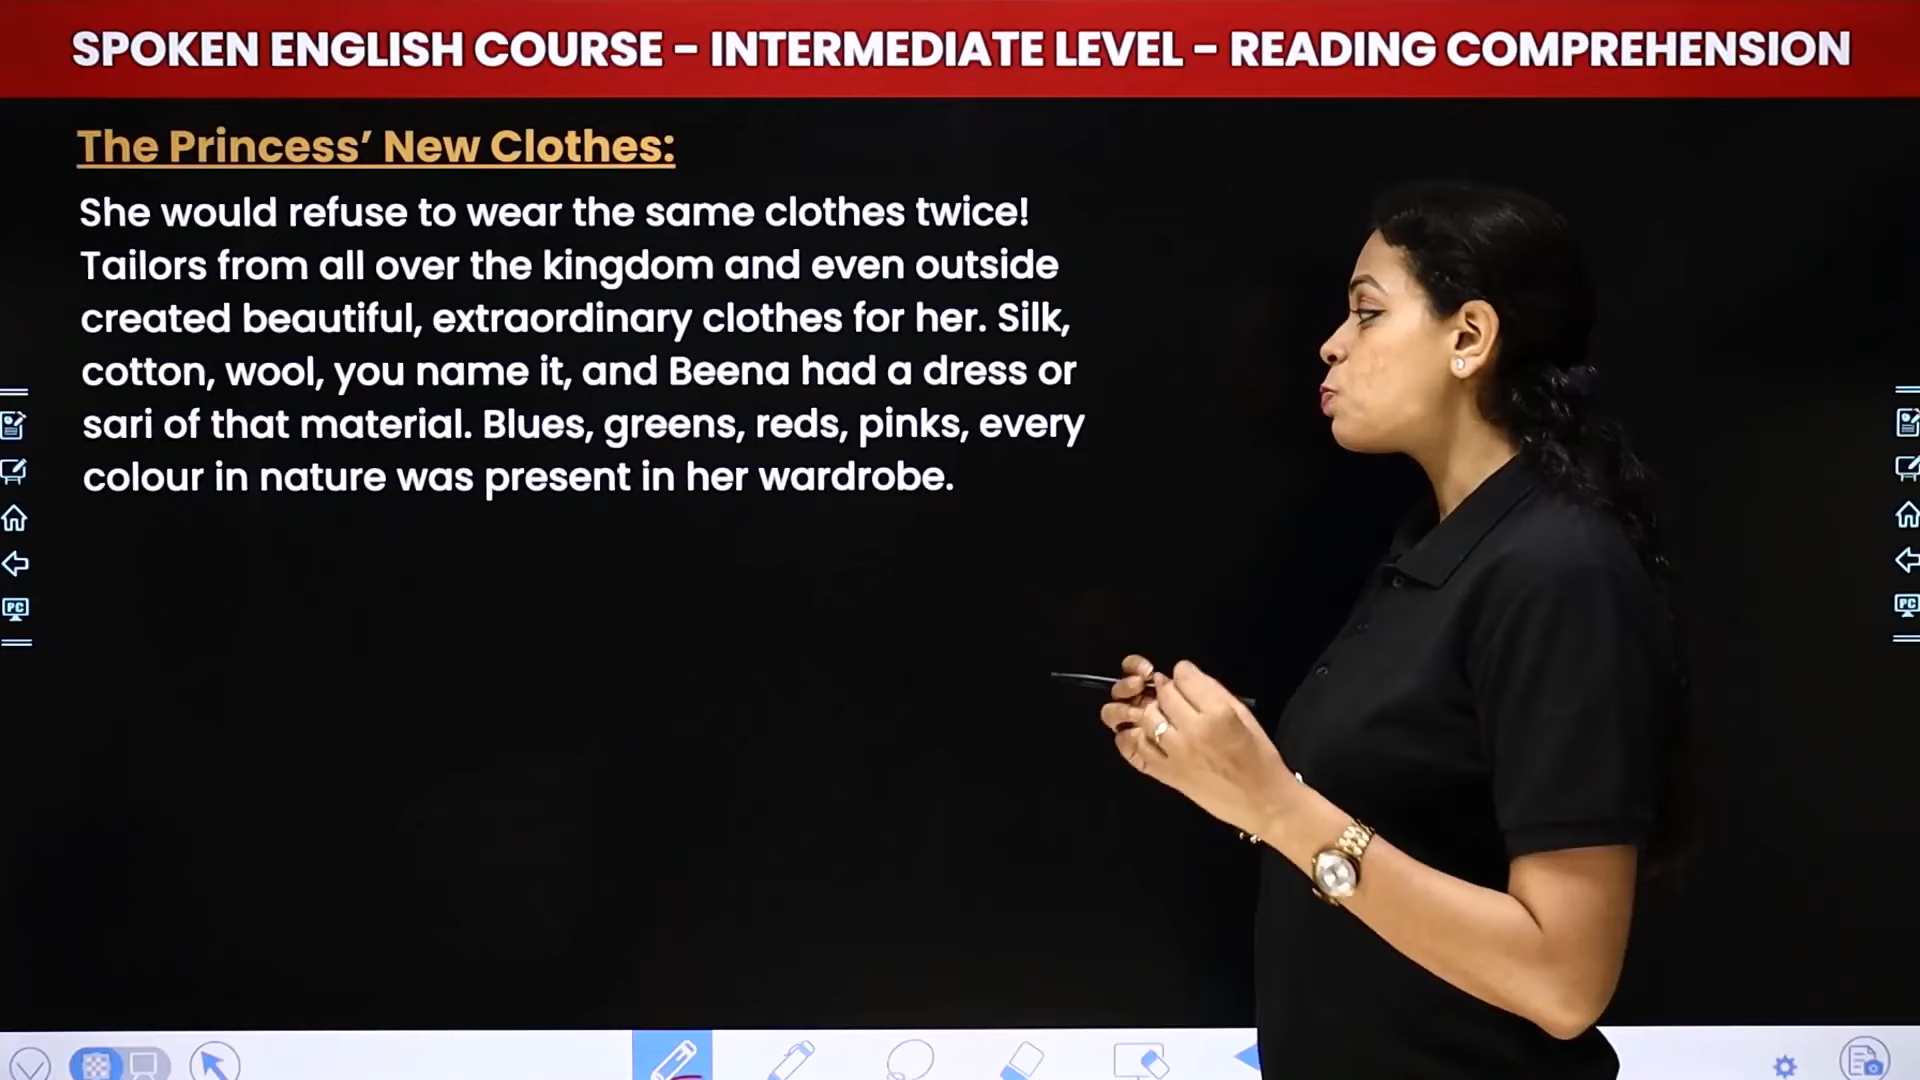 SPOKEN ENGLISH COURSE – INTERMEDIATE LEVEL – READING COMPREHENSION
The Princess’ New Clothes:
She would refuse to wear the same clothes twice!
Tailors from all over the kingdom and even outside
created beautiful, extraordinary clothes for her. Silk,
cotton, wool, you name it, and Beena had a dress or
sari of that material. Blues, greens, reds, pinks, every
colour in nature was present in her wardrobe.
PC
PC